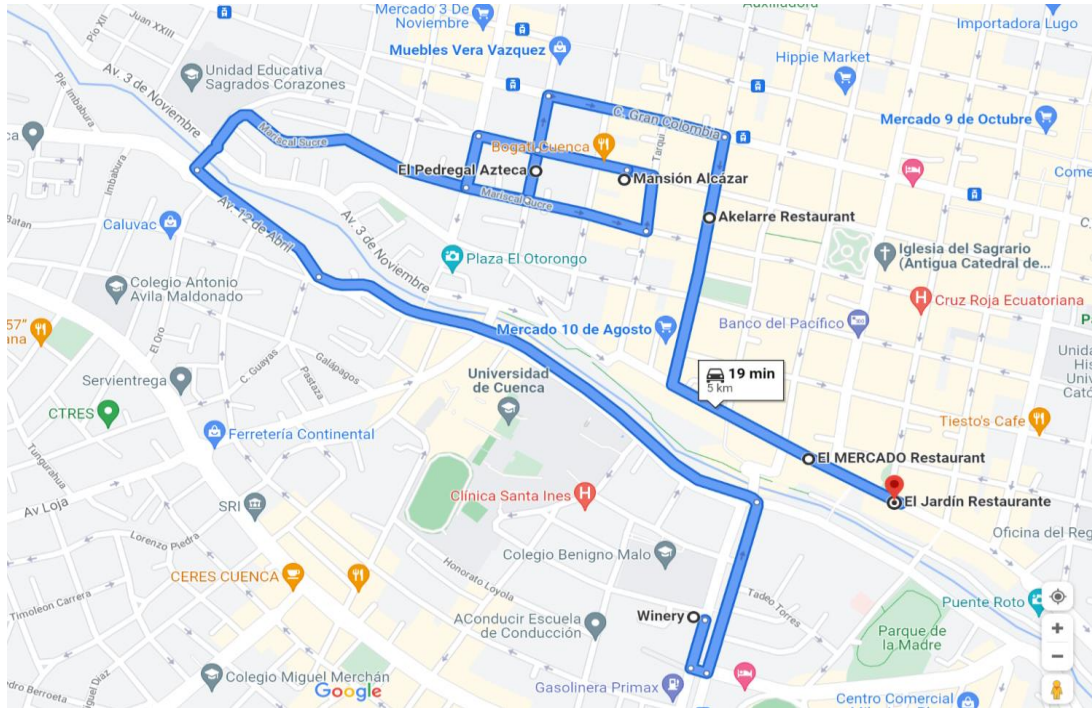 Auxiliadora
Mercado 3 De
Noviembre
Importadora Lugo
Juan XXIII
Pío XII
Muebles Vera Vazquez
Hippie Market
Av. 3 de Noviembre
Unidad Educativa
Sagrados Corazones
Pje. Imbabura
C. Gran Colombia
Mercado 9 de Octubre
Mariscal Sucre
Bogati Cuenca
Tarqui
El Pedregal Azteca
Mansión Alcázar
Imbabura
Mariscal Sucre
Akelarre Restaurant
Batan
Caluvac
Av. 12 de Abril
Av. 3 de Noviembre
Plaza El Otorongo
Iglesia del Sagrario
(Antigua Catedral de...
Colegio Antonio
Avila Maldonado
Cruz Roja Ecuatoriana
57"
ana
El Oro
Mercado 10 de Agosto
Banco del Pacífico
C. Guayas
Galápagos
Pastaza
Servientrega
Universidad
de Cuenca
19 min
5 km
CTRES
Tiesto's Cafe
Ferretería Continental
El MERCADO Restaurant
Tungurahua
Clínica Santa Ines
El Jardín Restaurante
Av Loja
SRI
Oficina del Reg
Lorenzo Piedra
Colegio Benigno Malo
CERES CUENCA
Honorato Loyola
Tadeo Torres
Puente Roto
Timoleon Carrera
Winery
AConducir Escuela
de Conducción
Parque de
la Madre
Colegio Miguel Merchán
Gasolinera Primax
Google
Centro Comercial